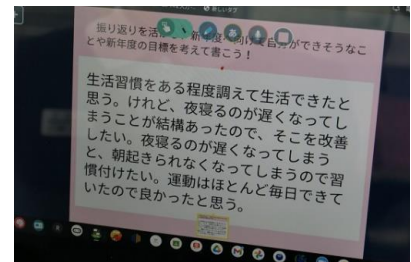 振り返りを活 新年度へ向けて自分ができそうなこ
とや新年度の目標を考えて書こう！
生活習慣をある程度調えて生活できたと
思う。けれど、夜寝るのが遅くなってし
まうことが結構あったので、そこを改善
したい。夜寝るのが遅くなってしまう
と、朝起きられなくなってしまうので習
慣付けたい。運動はほとんど毎日できて
いたので良かったと思う。